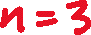 n = 3